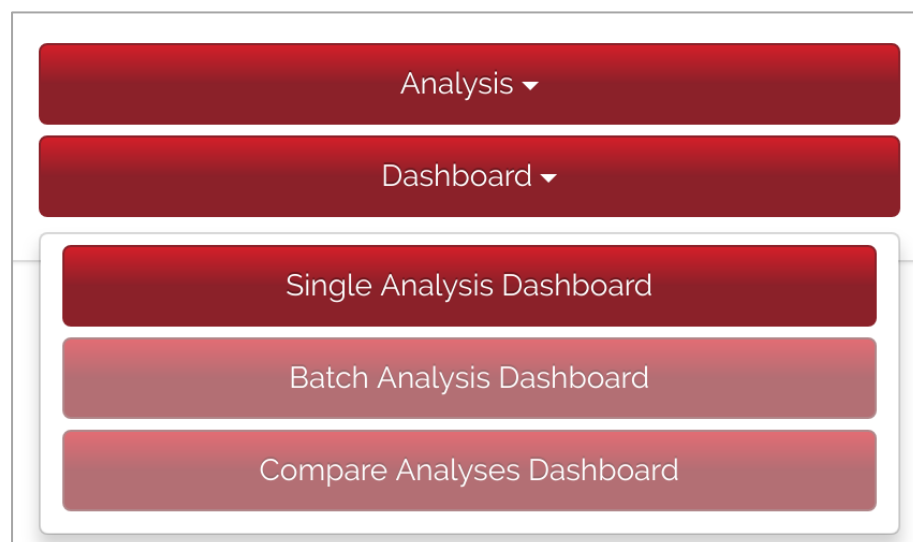 Analysis
Dashboard
Single Analysis Dashboard
Batch Analysis Dashboard
Compare Analyses Dashboard